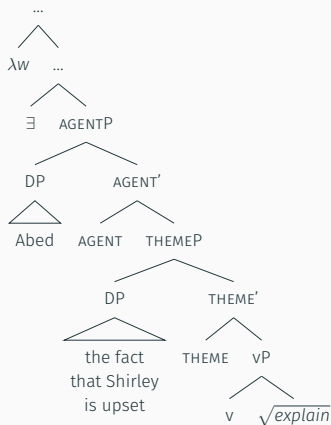 ...
λw ...
∃ AGENTP
DP AGENT′
Abed AGENT THEMEP
DP THEME′
the fact THEME vP
that Shirley
is upset
v √explain